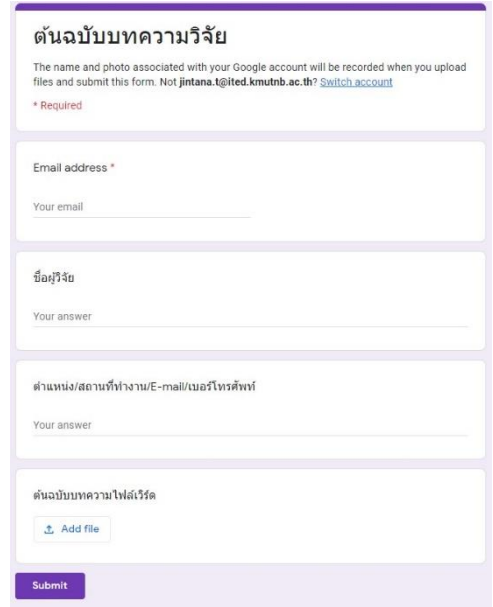 ต้นฉบับบทความวิจัย
The name and photo associated with your Google account will be recorded when you upload
files and submit this form. Not jintana.t@ited.kmutnb.ac.th? Switch account
* Required
Email address *
Your email
ชื่อผู้วิจัย
Your answer
ตำแหน่ง/สถานที่ทำงาน/E-mail/เบอร์โทรศัพท์
Your answer
ต้นฉบับบทความไฟล์เวิร์ด
Add file
Submit